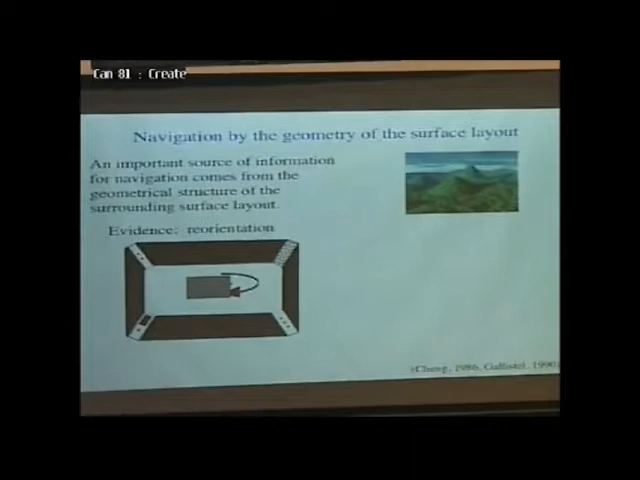 Cam 81 : Create
Navigation by the geometry of the surface layout
An important source of information
for navigation comes from the
geometrical structure of the
surrounding surface layout.
Evidence: reorientation
(Cheng, 1986, Gallistel, 1990)